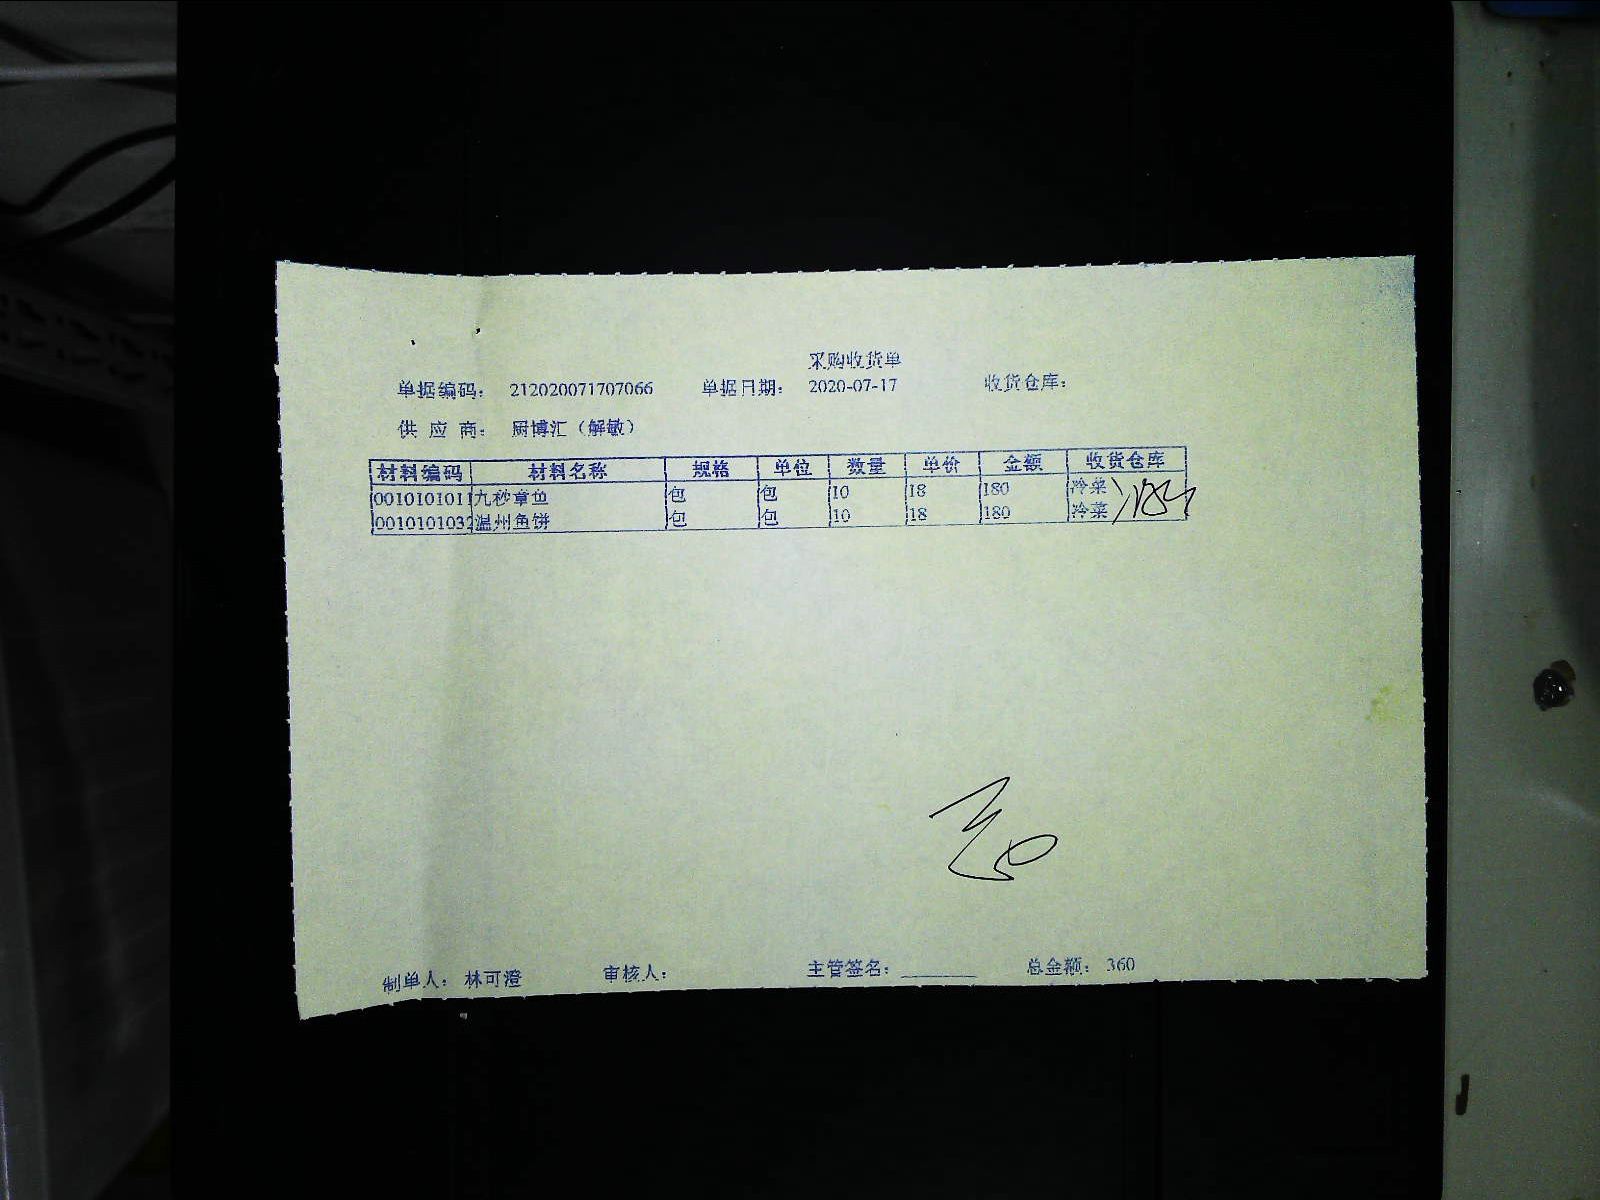 采购收货单
单据编码： 212020071707066 单据日期： 2020-07-17 收货仓库：
供 应 商： 厨博汇（解敏）
材料编码 材料名称 规格 单位 数量 单价 金额 收货仓库
0010101011 九秒章鱼 包 包 10 18 180 冷菜
0010101032 温州鱼饼 包 包 10 18 180 冷菜
制单人： 林可澄 审核人： 主管签名：________ 总金额： 360